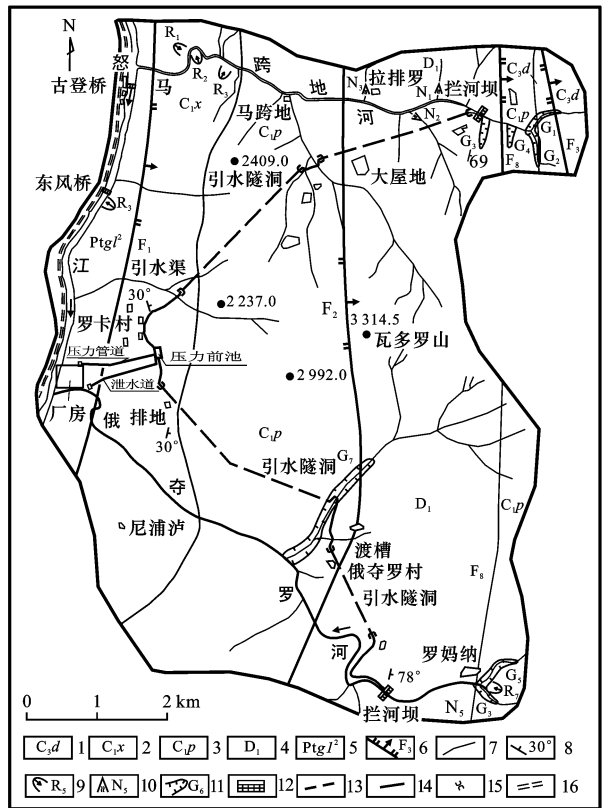 N
怒
江
古登桥
R₁
R₂
R₃
马
跨
地
河
C₁x
马跨地
C₁p
N₃
拉排罗
D₁
N₁
N₂
拦河坝
C₃d
C₃d
C₁p
G₁
G₂
G₃
G₄
69
F₈
F₃
2409.0
引水隧洞
大屋地
东风桥
R₃
Ptgl²
F₁
引水渠
30°
2 237.0
F₂
3 314.5
瓦多罗山
罗卡村
压力管道
压力前池
泄水道
2 992.0
厂房
俄
夺
罗
河
排地
30°
C₁p
引水隧洞
G₇
D₁
C₁p
尼浦泸
渡槽
俄夺罗村
F₈
引水隧洞
78°
罗妈纳
G₅
R₇
G₃
N₅
拦河坝
0 1 2 km
C₃d 1 C₁x 2 C₁p 3 D₁ 4 Ptgl² 5 F₃ 6 7 30° 8
R₅ 9 N₅ 10 G₆ 11 12 13 14 15 16